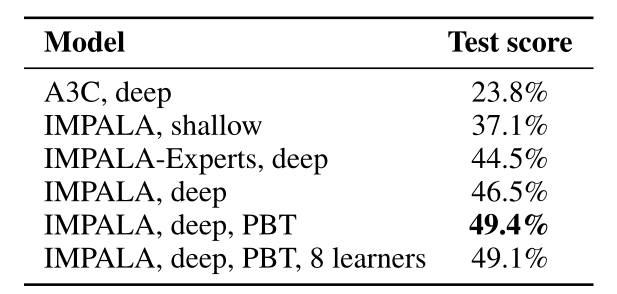 Model Test score
A3C, deep 23.8%
IMPALA, shallow 37.1%
IMPALA-Experts, deep 44.5%
IMPALA, deep 46.5%
IMPALA, deep, PBT 49.4%
IMPALA, deep, PBT, 8 learners 49.1%